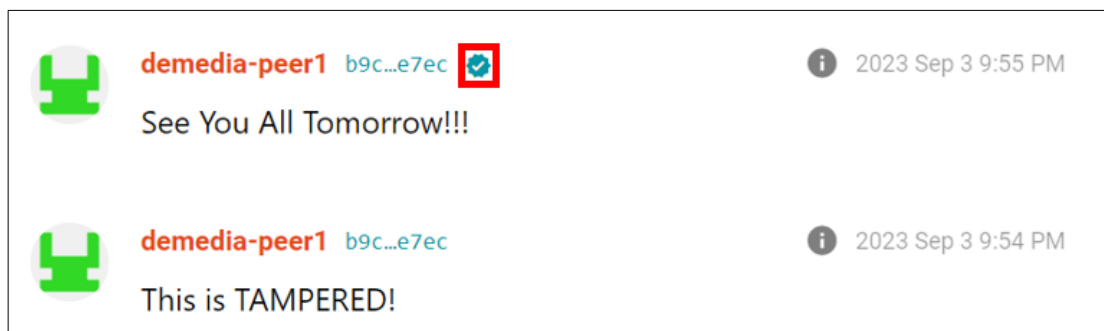 demedia-peer1 b9c…e7ec 2023 Sep 3 9:55 PM
See You All Tomorrow!!!
demedia-peer1 b9c…e7ec 2023 Sep 3 9:54 PM
This is TAMPERED!